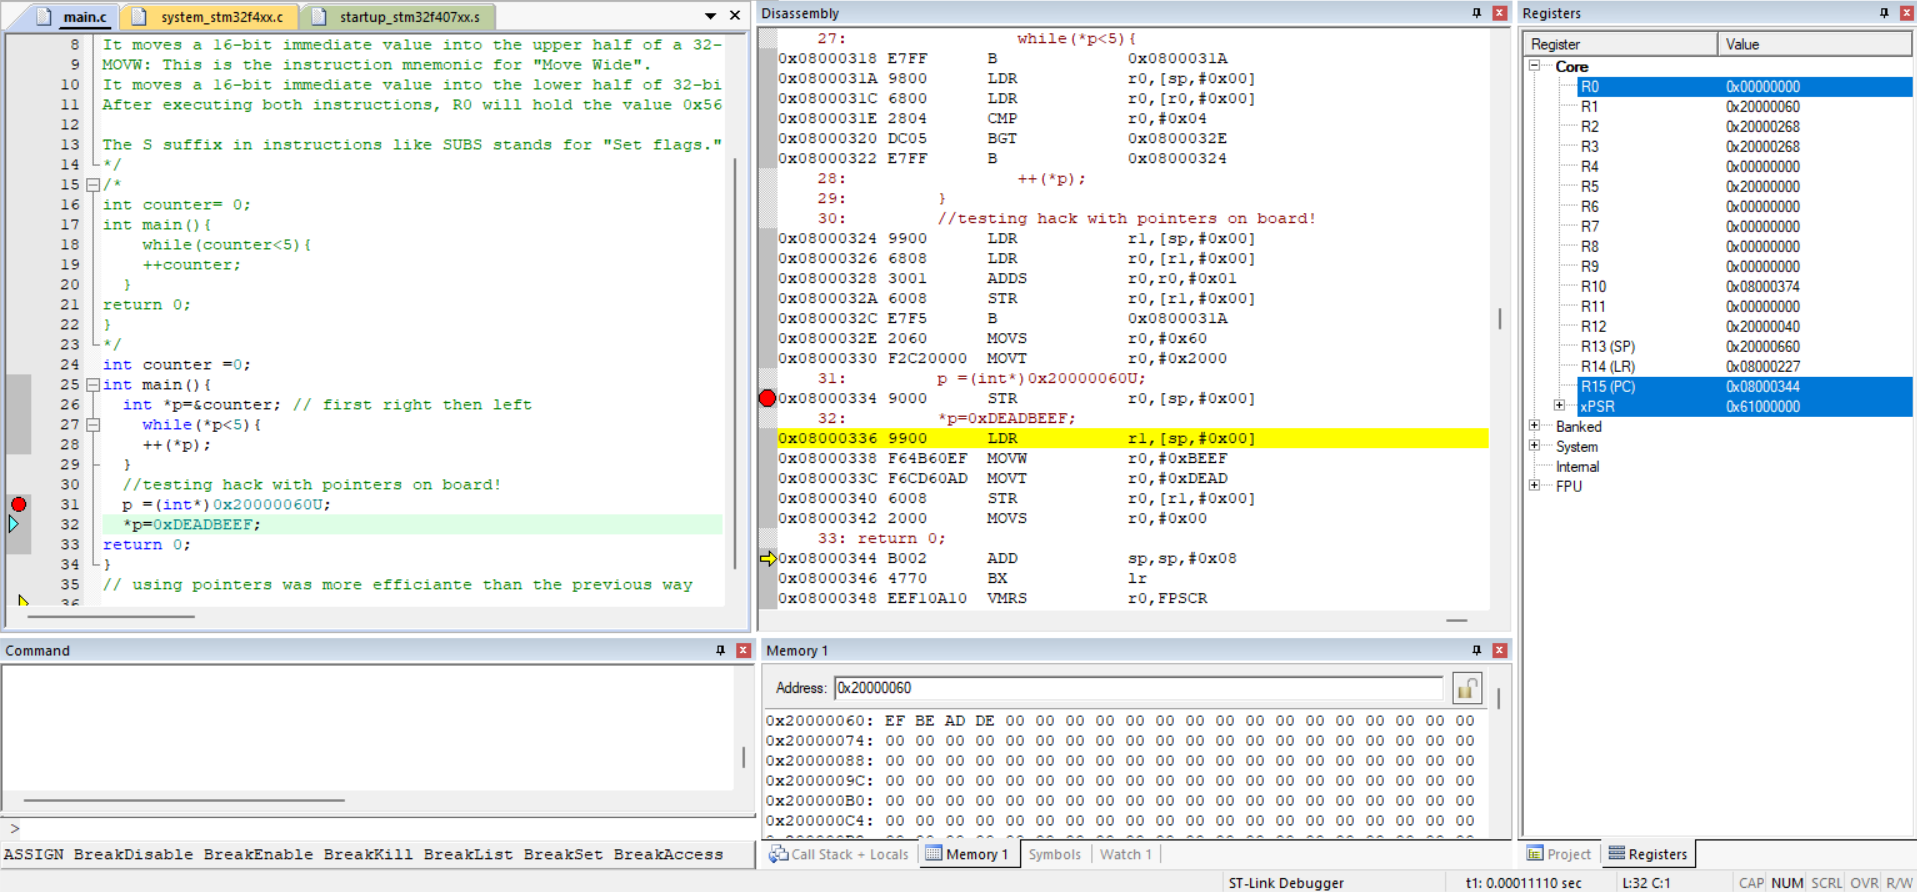 main.c
system_stm32f4xx.c
startup_stm32f407xx.s
8 It moves a 16-bit immediate value into the upper half of a 32-
9 MOVW: This is the instruction mnemonic for "Move Wide".
10 It moves a 16-bit immediate value into the lower half of 32-bi
11 After executing both instructions, R0 will hold the value 0x56
12
13 The S suffix in instructions like SUBS stands for "Set flags."
14 */
15 /*
16 int counter= 0;
17 int main(){
18 while(counter<5){
19 ++counter;
20 }
21 return 0;
22 }
23 */
24 int counter =0;
25 int main(){
26 int *p=&counter; // first right then left
27 while(*p<5){
28 ++(*p);
29 }
30 //testing hack with pointers on board!
31 p =(int*)0x20000060U;
32 *p=0xDEADBEEF;
33 return 0;
34 }
35 // using pointers was more efficiante than the previous way
36
Disassembly
27: while(*p<5){
0x08000318 E7FF B 0x0800031A
0x0800031A 9800 LDR r0,[sp,#0x00]
0x0800031C 6800 LDR r0,[r0,#0x00]
0x0800031E 2804 CMP r0,#0x04
0x08000320 DC05 BGT 0x0800032E
0x08000322 E7FF B 0x08000324
28: ++(*p);
29: }
30: //testing hack with pointers on board!
0x08000324 9900 LDR r1,[sp,#0x00]
0x08000326 6808 LDR r0,[r1,#0x00]
0x08000328 3001 ADDS r0,r0,#0x01
0x0800032A 6008 STR r0,[r1,#0x00]
0x0800032C E7F5 B 0x0800031A
0x0800032E 2060 MOVS r0,#0x60
0x08000330 F2C20000 MOVT r0,#0x2000
31: p =(int*)0x20000060U;
0x08000334 9000 STR r0,[sp,#0x00]
32: *p=0xDEADBEEF;
0x08000336 9900 LDR r1,[sp,#0x00]
0x08000338 F64B60EF MOVW r0,#0xBEEF
0x0800033C F6CD60AD MOVT r0,#0xDEAD
0x08000340 6008 STR r0,[r1,#0x00]
0x08000342 2000 MOVS r0,#0x00
33: return 0;
0x08000344 B002 ADD sp,sp,#0x08
0x08000346 4770 BX lr
0x08000348 EEF10A10 VMRS r0,FPSCR
Registers
Register Value
Core
R0 0x00000000
R1 0x20000060
R2 0x20000268
R3 0x20000268
R4 0x00000000
R5 0x20000000
R6 0x00000000
R7 0x00000000
R8 0x00000000
R9 0x00000000
R10 0x08000374
R11 0x00000000
R12 0x20000040
R13 (SP) 0x20000660
R14 (LR) 0x08000227
R15 (PC) 0x08000344
xPSR 0x61000000
Banked
System
Internal
FPU
Command
>
ASSIGN BreakDisable BreakEnable BreakKill BreakList BreakSet BreakAccess
Memory 1
Address: 0x20000060
0x20000060: EF BE AD DE 00 00 00 00 00 00 00 00 00 00 00 00 00 00 00 00
0x20000074: 00 00 00 00 00 00 00 00 00 00 00 00 00 00 00 00 00 00 00 00
0x20000088: 00 00 00 00 00 00 00 00 00 00 00 00 00 00 00 00 00 00 00 00
0x2000009C: 00 00 00 00 00 00 00 00 00 00 00 00 00 00 00 00 00 00 00 00
0x200000B0: 00 00 00 00 00 00 00 00 00 00 00 00 00 00 00 00 00 00 00 00
0x200000C4: 00 00 00 00 00 00 00 00 00 00 00 00 00 00 00 00 00 00 00 00
Call Stack + Locals
Memory 1
Symbols
Watch 1
Project
Registers
ST-Link Debugger
t1: 0.00011110 sec
L:32 C:1
CAP NUM SCRL OVR R/W